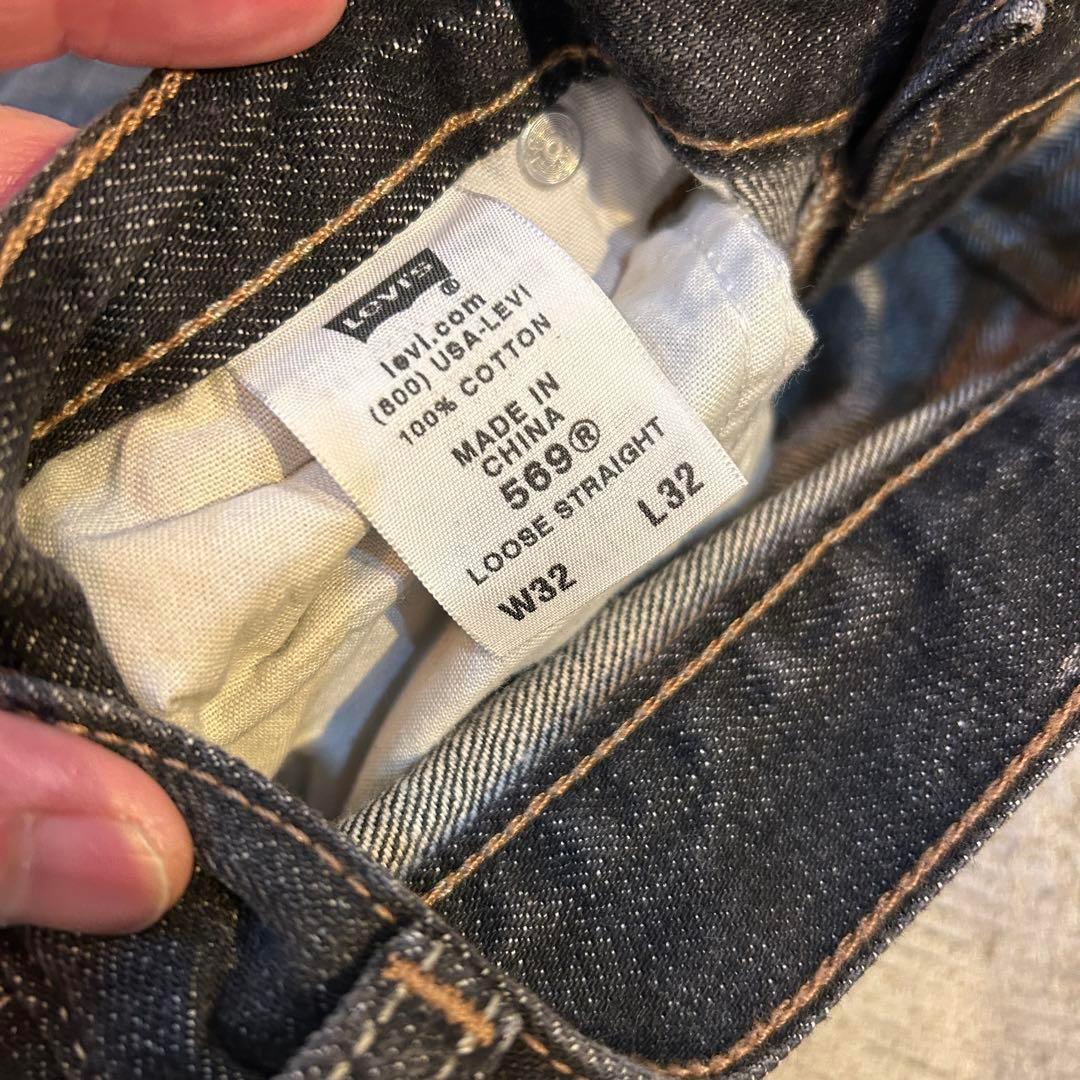 LEVI'S®
levi.com
(800) USA-LEVI
100% COTTON
MADE IN
CHINA
569®
LOOSE STRAIGHT
W32 L32